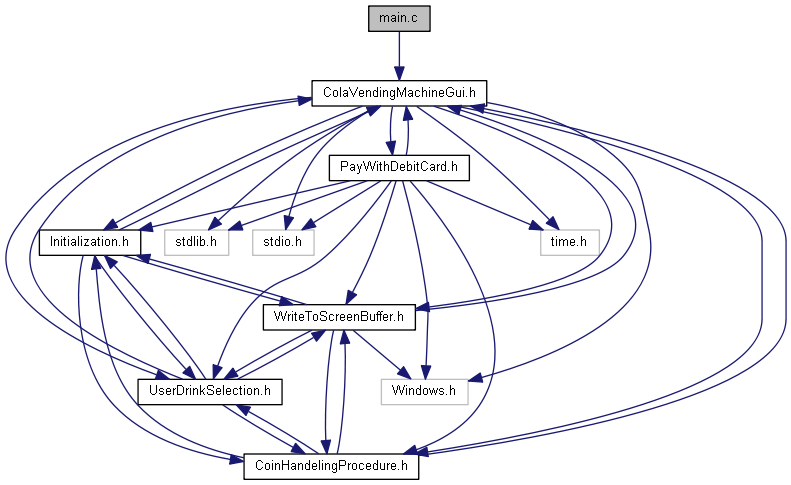 main.c
ColaVendingMachineGui.h
PayWithDebitCard.h
Initialization.h
stdlib.h
stdio.h
time.h
WriteToScreenBuffer.h
UserDrinkSelection.h
Windows.h
CoinHandelingProcedure.h